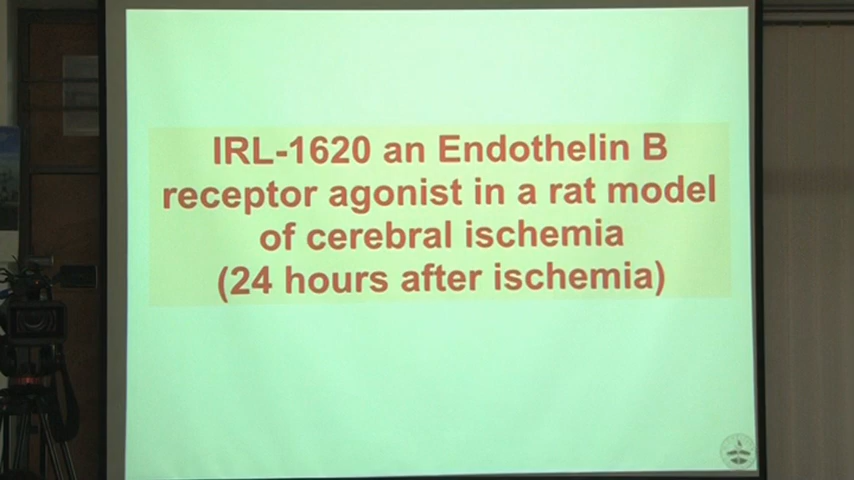 IRL-1620 an Endothelin B
receptor agonist in a rat model
of cerebral ischemia
(24 hours after ischemia)